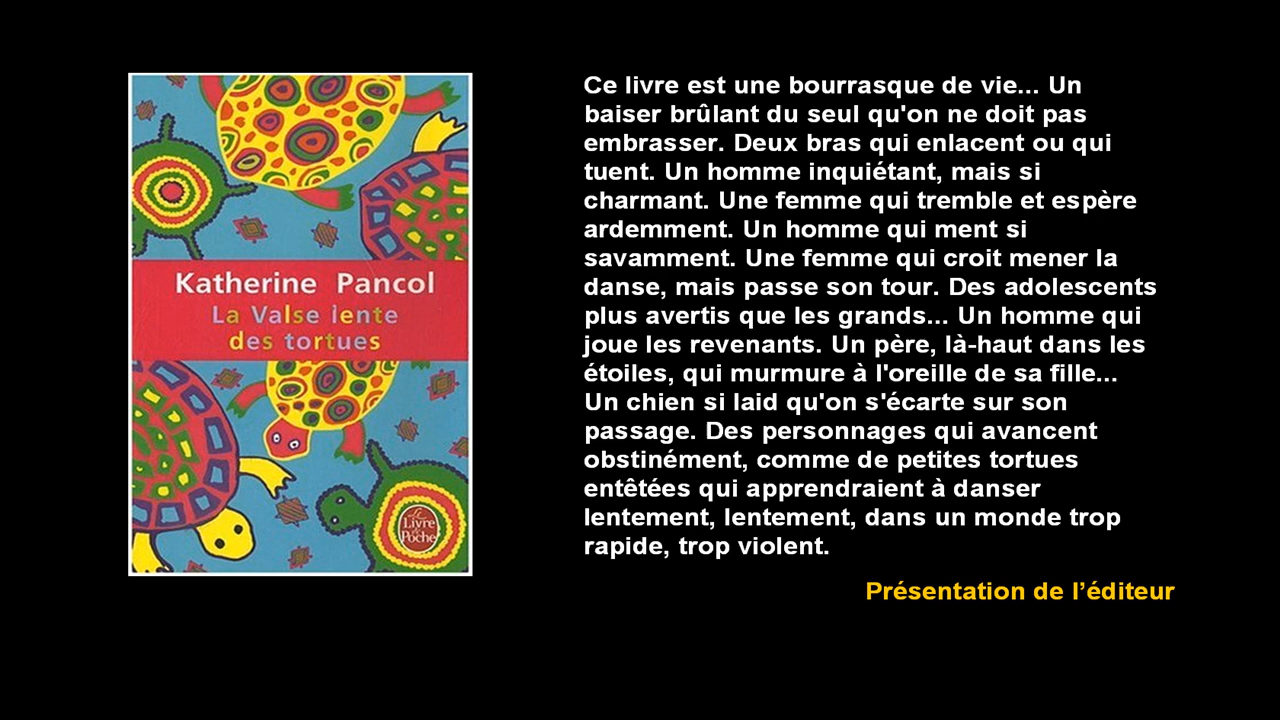 Katherine Pancol
La Valse lente
des tortues
Le
Livre
de
Poche
Ce livre est une bourrasque de vie... Un
baiser brûlant du seul qu'on ne doit pas
embrasser. Deux bras qui enlacent ou qui
tuent. Un homme inquiétant, mais si
charmant. Une femme qui tremble et espère
ardemment. Un homme qui ment si
savamment. Une femme qui croit mener la
danse, mais passe son tour. Des adolescents
plus avertis que les grands... Un homme qui
joue les revenants. Un père, là-haut dans les
étoiles, qui murmure à l'oreille de sa fille...
Un chien si laid qu'on s'écarte sur son
passage. Des personnages qui avancent
obstinément, comme de petites tortues
entêtées qui apprendraient à danser
lentement, lentement, dans un monde trop
rapide, trop violent.
Présentation de l’éditeur